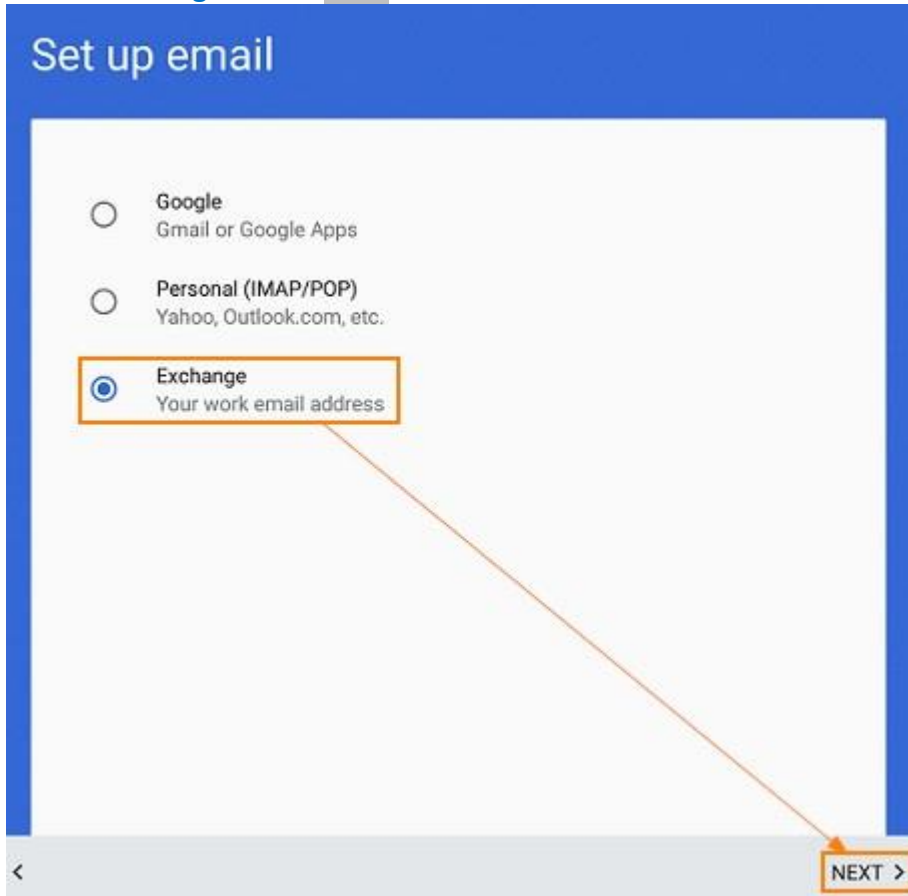 Set up email
Google
Gmail or Google Apps
Personal (IMAP/POP)
Yahoo, Outlook.com, etc.
Exchange
Your work email address
< NEXT >